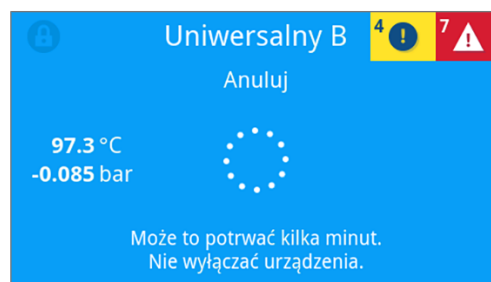 Uniwersalny B
4
7
Anuluj
97.3 °C
-0.085 bar
Może to potrwać kilka minut.
Nie wyłączać urządzenia.